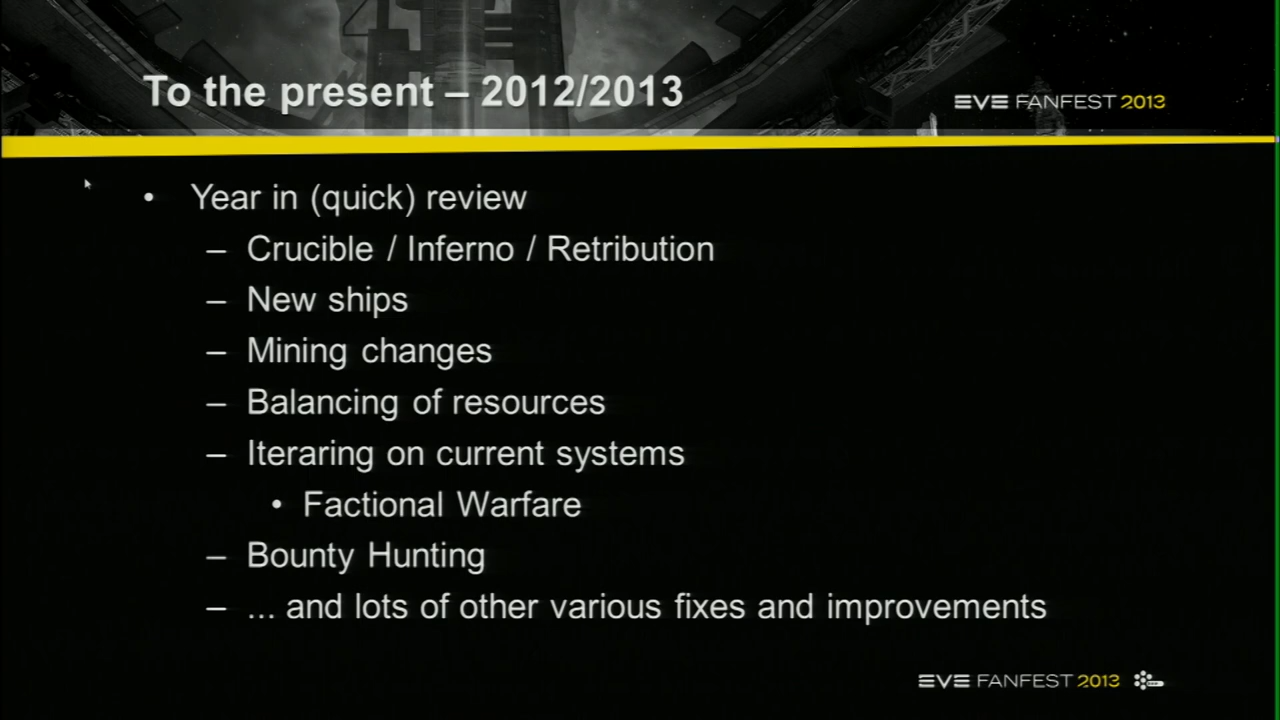 To the present – 2012/2013
EVE FANFEST 2013
• Year in (quick) review
– Crucible / Inferno / Retribution
– New ships
– Mining changes
– Balancing of resources
– Iteraring on current systems
• Factional Warfare
– Bounty Hunting
– ... and lots of other various fixes and improvements
EVE FANFEST 2013